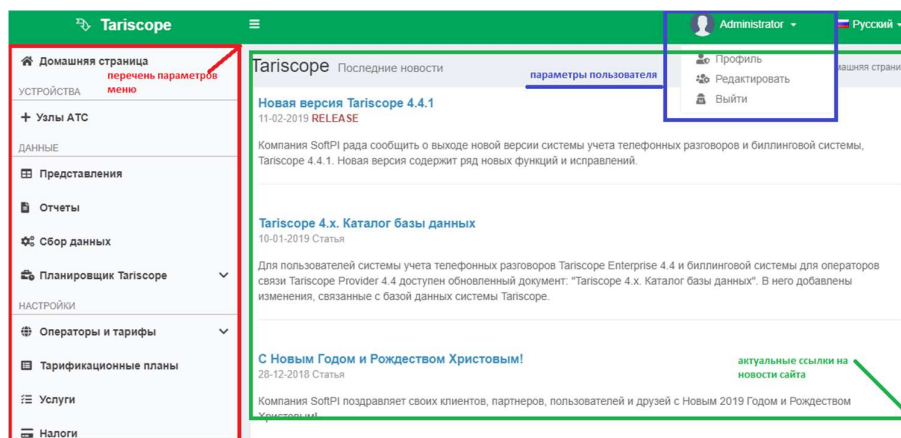 Tariscope
Administrator
Русский
Домашняя страница
перечень параметров
меню
УСТРОЙСТВА
Узлы АТС
ДАННЫЕ
Представления
Отчеты
Сбор данных
Планировщик Tariscope
НАСТРОЙКИ
Операторы и тарифы
Тарификационные планы
Услуги
Налоги
Tariscope Последние новости
параметры пользователя
Профиль
Редактировать
Выйти
Новая версия Tariscope 4.4.1
11-02-2019 RELEASE
Компания SoftPI рада сообщить о выходе новой версии системы учета телефонных разговоров и биллинговой системы,
Tariscope 4.4.1. Новая версия содержит ряд новых функций и исправлений.
Tariscope 4.x. Каталог базы данных
10-01-2019 Статья
Для пользователей системы учета телефонных разговоров Tariscope Enterprise 4.4 и биллинговой системы для операторов
связи Tariscope Provider 4.4 доступен обновленный документ: "Tariscope 4.x. Каталог базы данных". В него добавлены
изменения, связанные с базой данных системы Tariscope.
С Новым Годом и Рождеством Христовым!
28-12-2018 Статья
актуальные ссылки на
новости сайта
Компания SoftPI поздравляет своих клиентов, партнеров, пользователей и друзей с Новым 2019 Годом и Рождеством
Христовым!